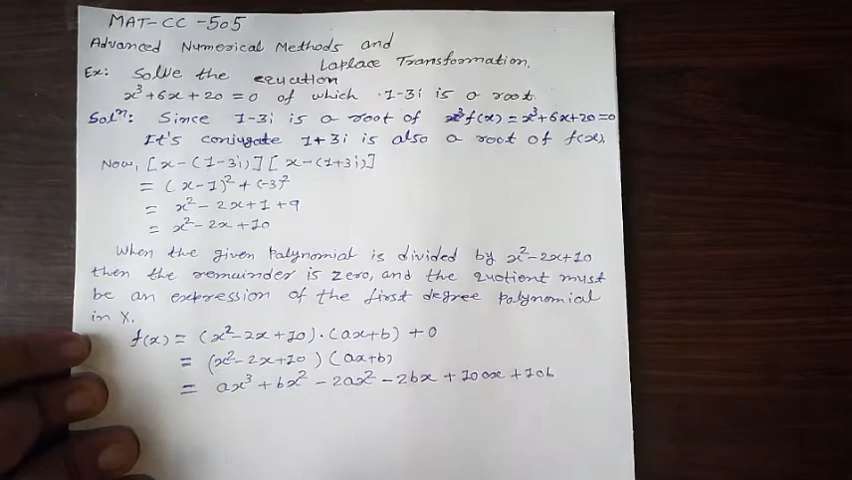 MAT-CC-505
Advanced Numerical Methods and
Laplace Transformation.
Ex: Solve the equation
x³+6x+20=0 of which 1-3i is a root.
Solⁿ: Since 1-3i is a root of f(x)=x³+6x+20=0
It's conjugate 1+3i is also a root of f(x).
Now, [x-(1-3i)][x-(1+3i)]
= (x-1)²+(-3)²
= x²-2x+1+9
= x²-2x+10
When the given Polynomial is divided by x²-2x+10
then the remainder is zero, and the quotient must
be an expression of the first degree polynomial
in X.
f(x) = (x²-2x+10).(ax+b)+0
= (x²-2x+10)(ax+b)
= ax³+bx²-2ax²-2bx+10ax+10b